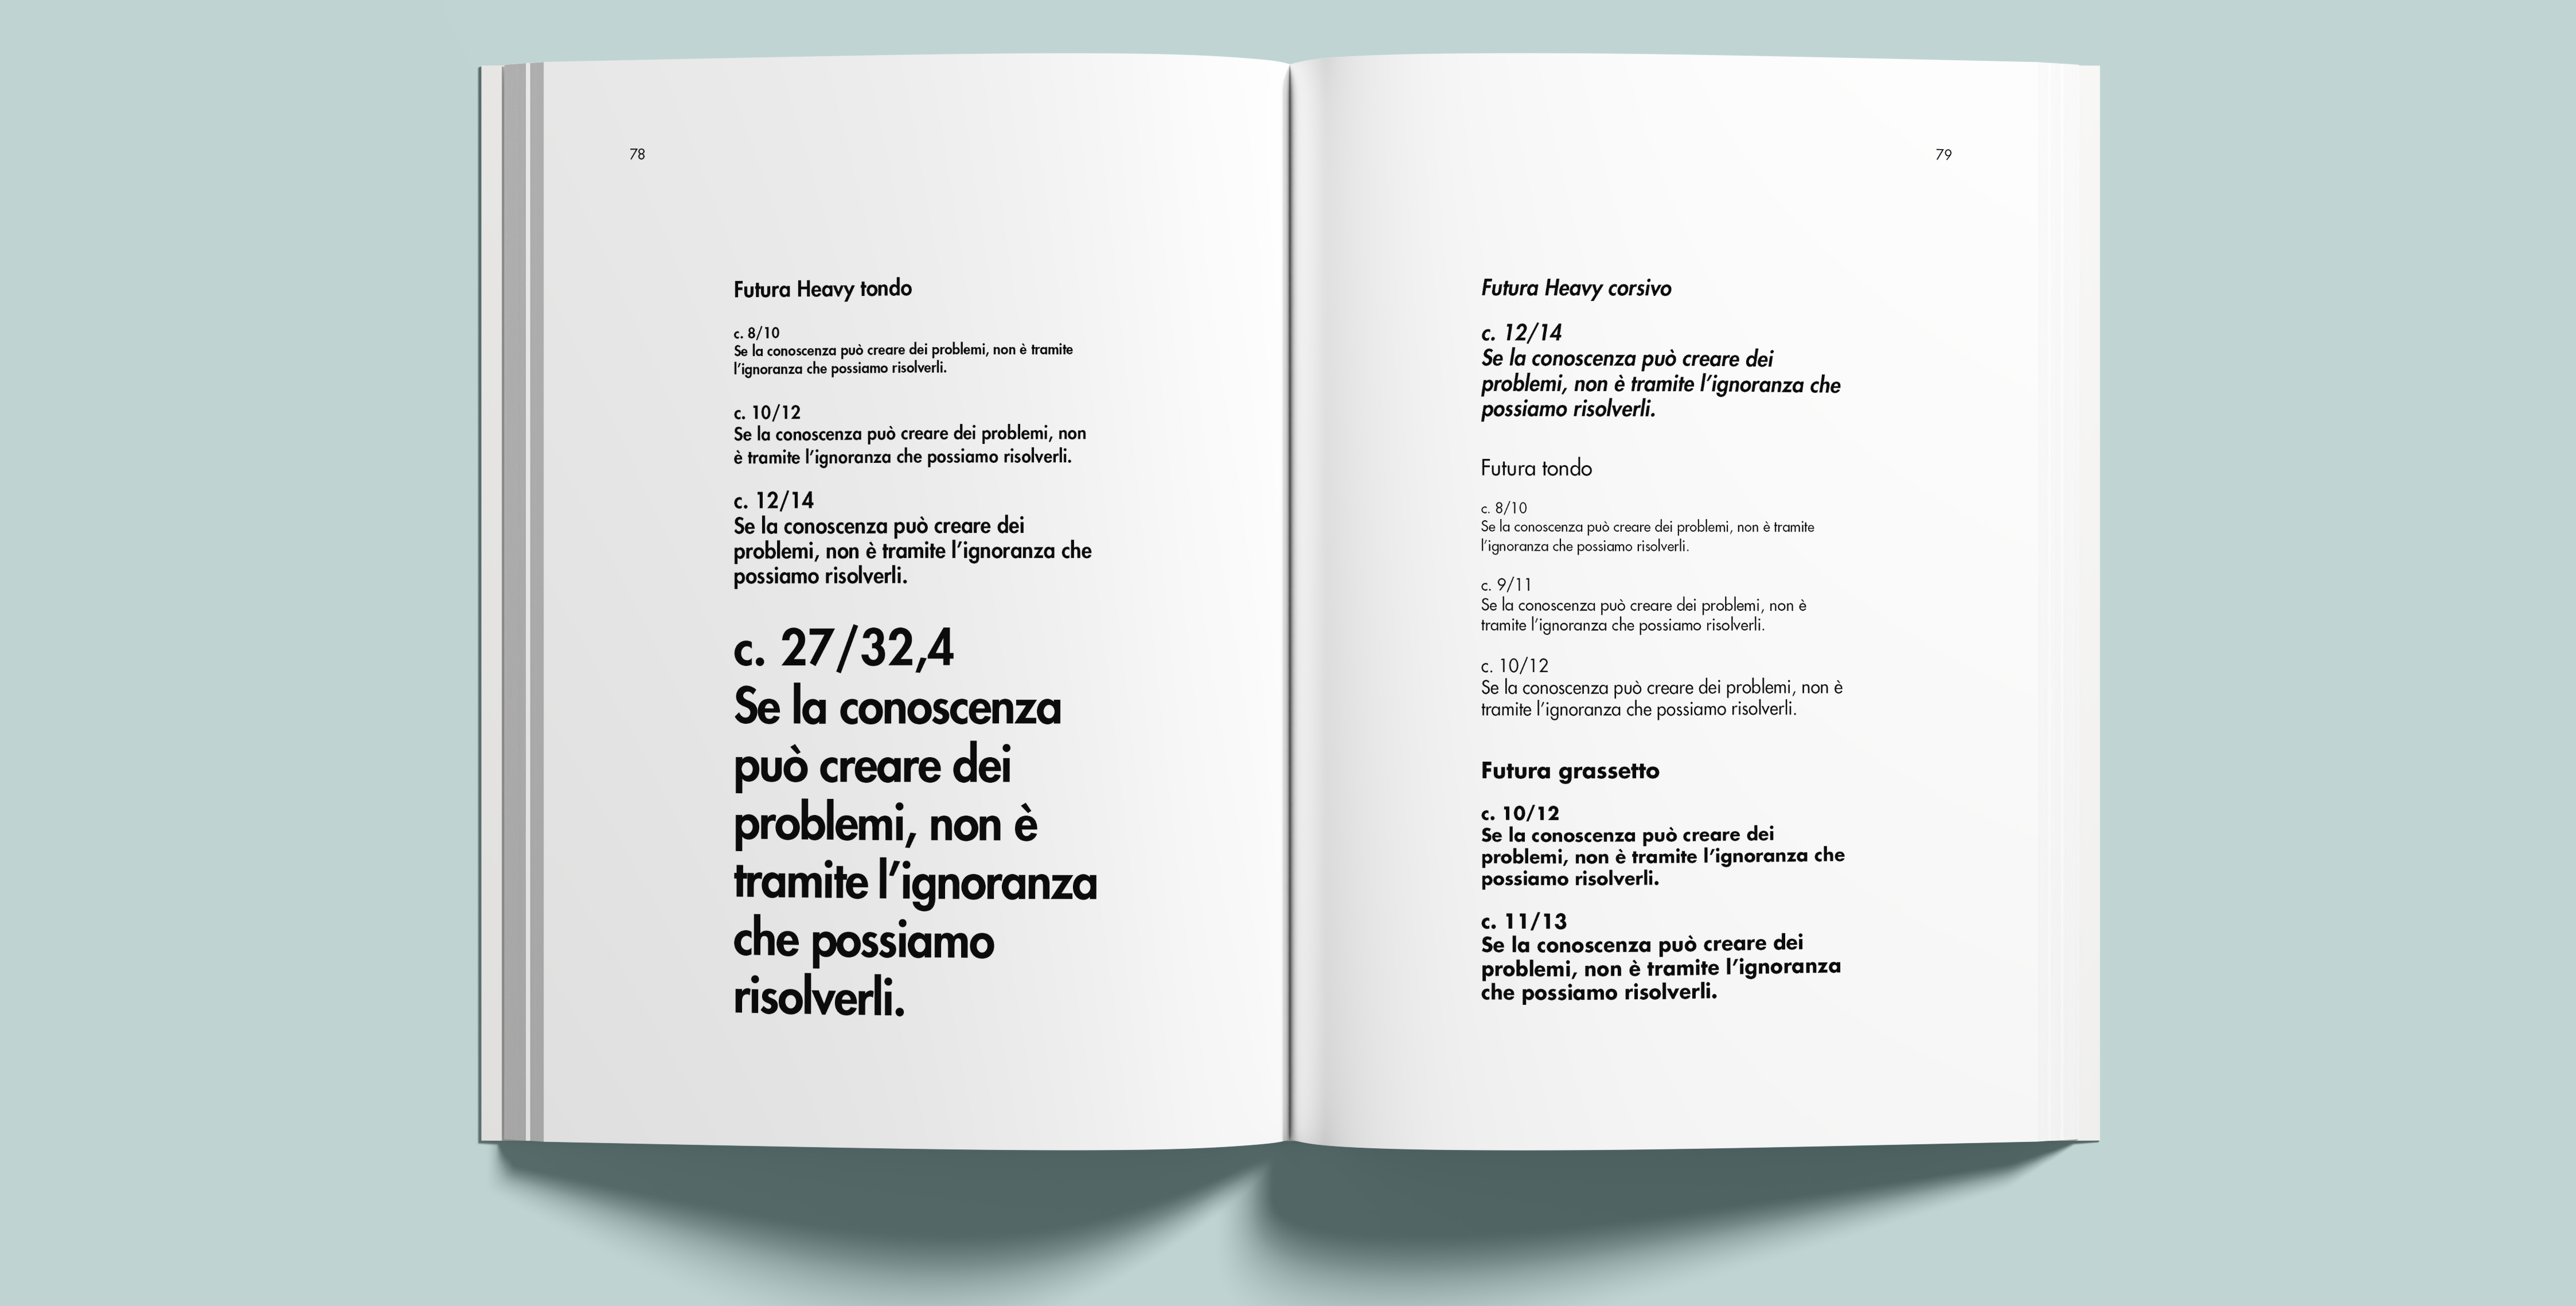 78
Futura Heavy tondo
c. 8/10
Se la conoscenza può creare dei problemi, non è tramite
l’ignoranza che possiamo risolverli.
c. 10/12
Se la conoscenza può creare dei problemi, non
è tramite l’ignoranza che possiamo risolverli.
c. 12/14
Se la conoscenza può creare dei
problemi, non è tramite l’ignoranza che
possiamo risolverli.
c. 27/32,4
Se la conoscenza
può creare dei
problemi, non è
tramite l’ignoranza
che possiamo
risolverli.
79
Futura Heavy corsivo
c. 12/14
Se la conoscenza può creare dei
problemi, non è tramite l’ignoranza che
possiamo risolverli.
Futura tondo
c. 8/10
Se la conoscenza può creare dei problemi, non è tramite
l’ignoranza che possiamo risolverli.
c. 9/11
Se la conoscenza può creare dei problemi, non è
tramite l’ignoranza che possiamo risolverli.
c. 10/12
Se la conoscenza può creare dei problemi, non è
tramite l’ignoranza che possiamo risolverli.
Futura grassetto
c. 10/12
Se la conoscenza può creare dei
problemi, non è tramite l’ignoranza che
possiamo risolverli.
c. 11/13
Se la conoscenza può creare dei
problemi, non è tramite l’ignoranza
che possiamo risolverli.